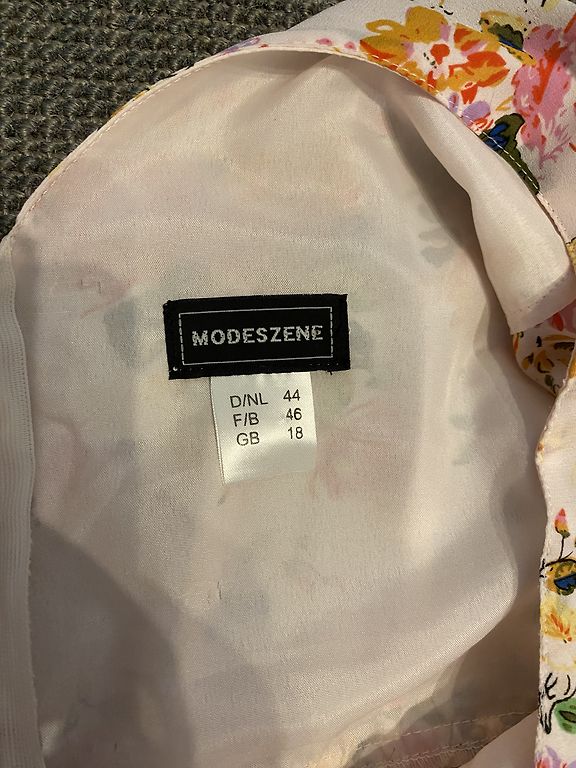 MODESZENE
D/NL 44
F/B 46
GB 18